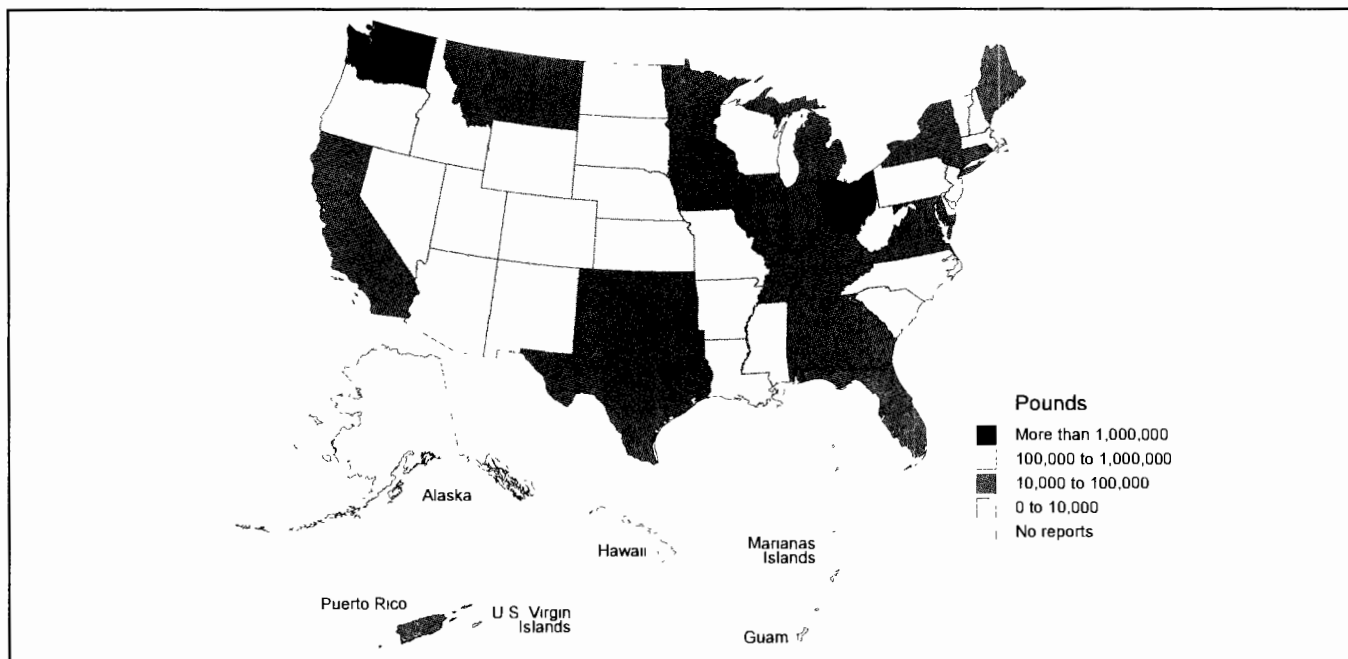 Pounds
More than 1,000,000
100,000 to 1,000,000
10,000 to 100,000
0 to 10,000
No reports
Alaska
Hawaii
Marianas
Islands
Puerto Rico
U S. Virgin
Islands
Guam